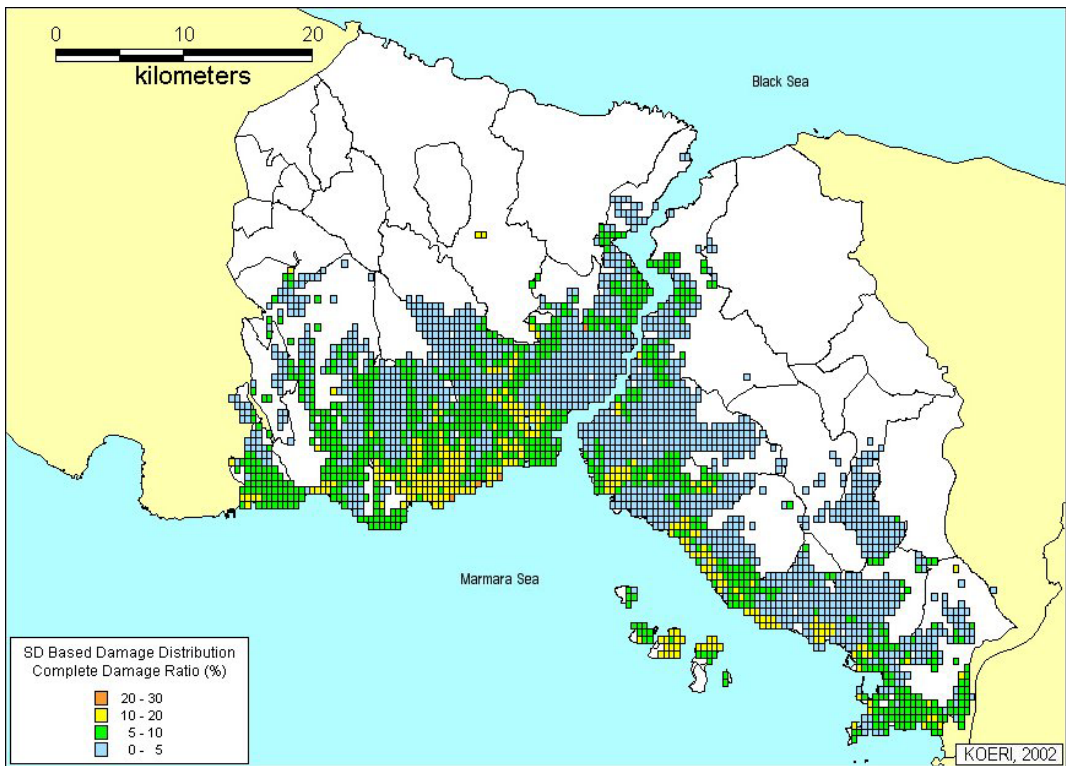 0 10 20
kilometers
Black Sea
Marmara Sea
SD Based Damage Distribution
Complete Damage Ratio (%)
20 - 30
10 - 20
5 - 10
0 - 5
KOERI, 2002